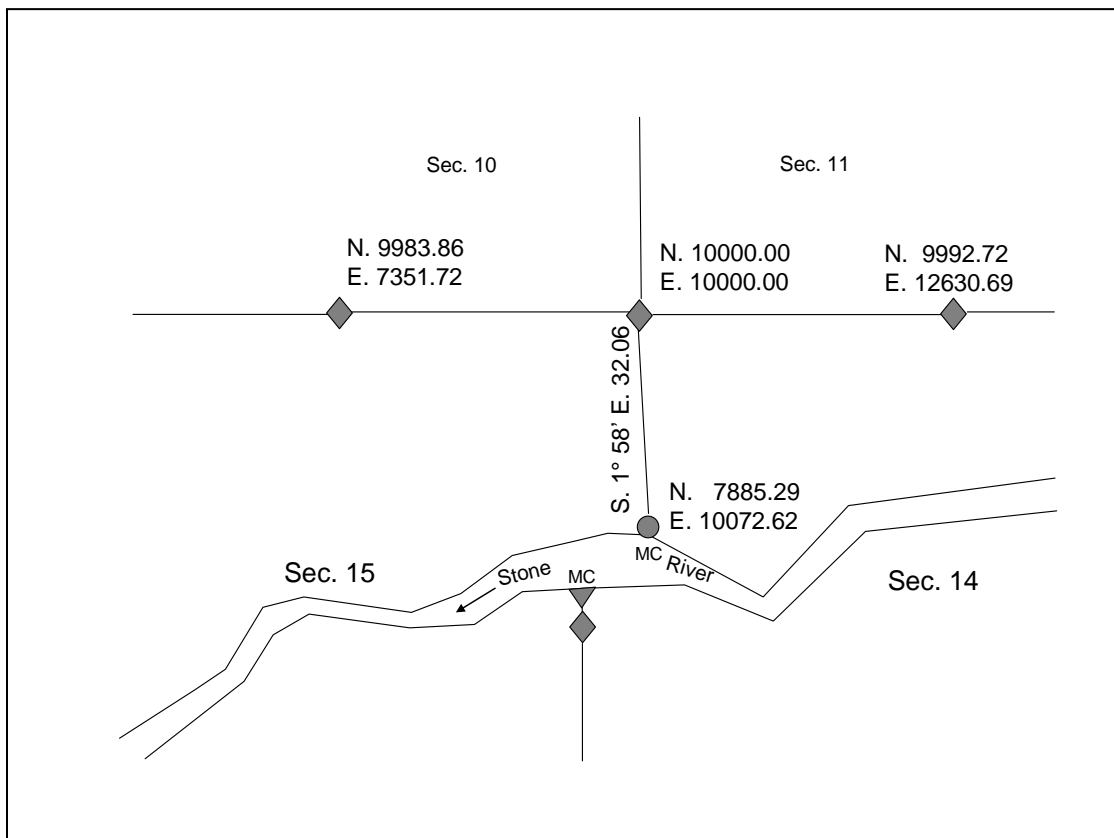 Sec. 10
Sec. 11
N. 9983.86
E. 7351.72
N. 10000.00
E. 10000.00
N. 9992.72
E. 12630.69
S. 1° 58’ E. 32.06
N. 7885.29
E. 10072.62
MC
River
Sec. 15
Stone
MC
Sec. 14